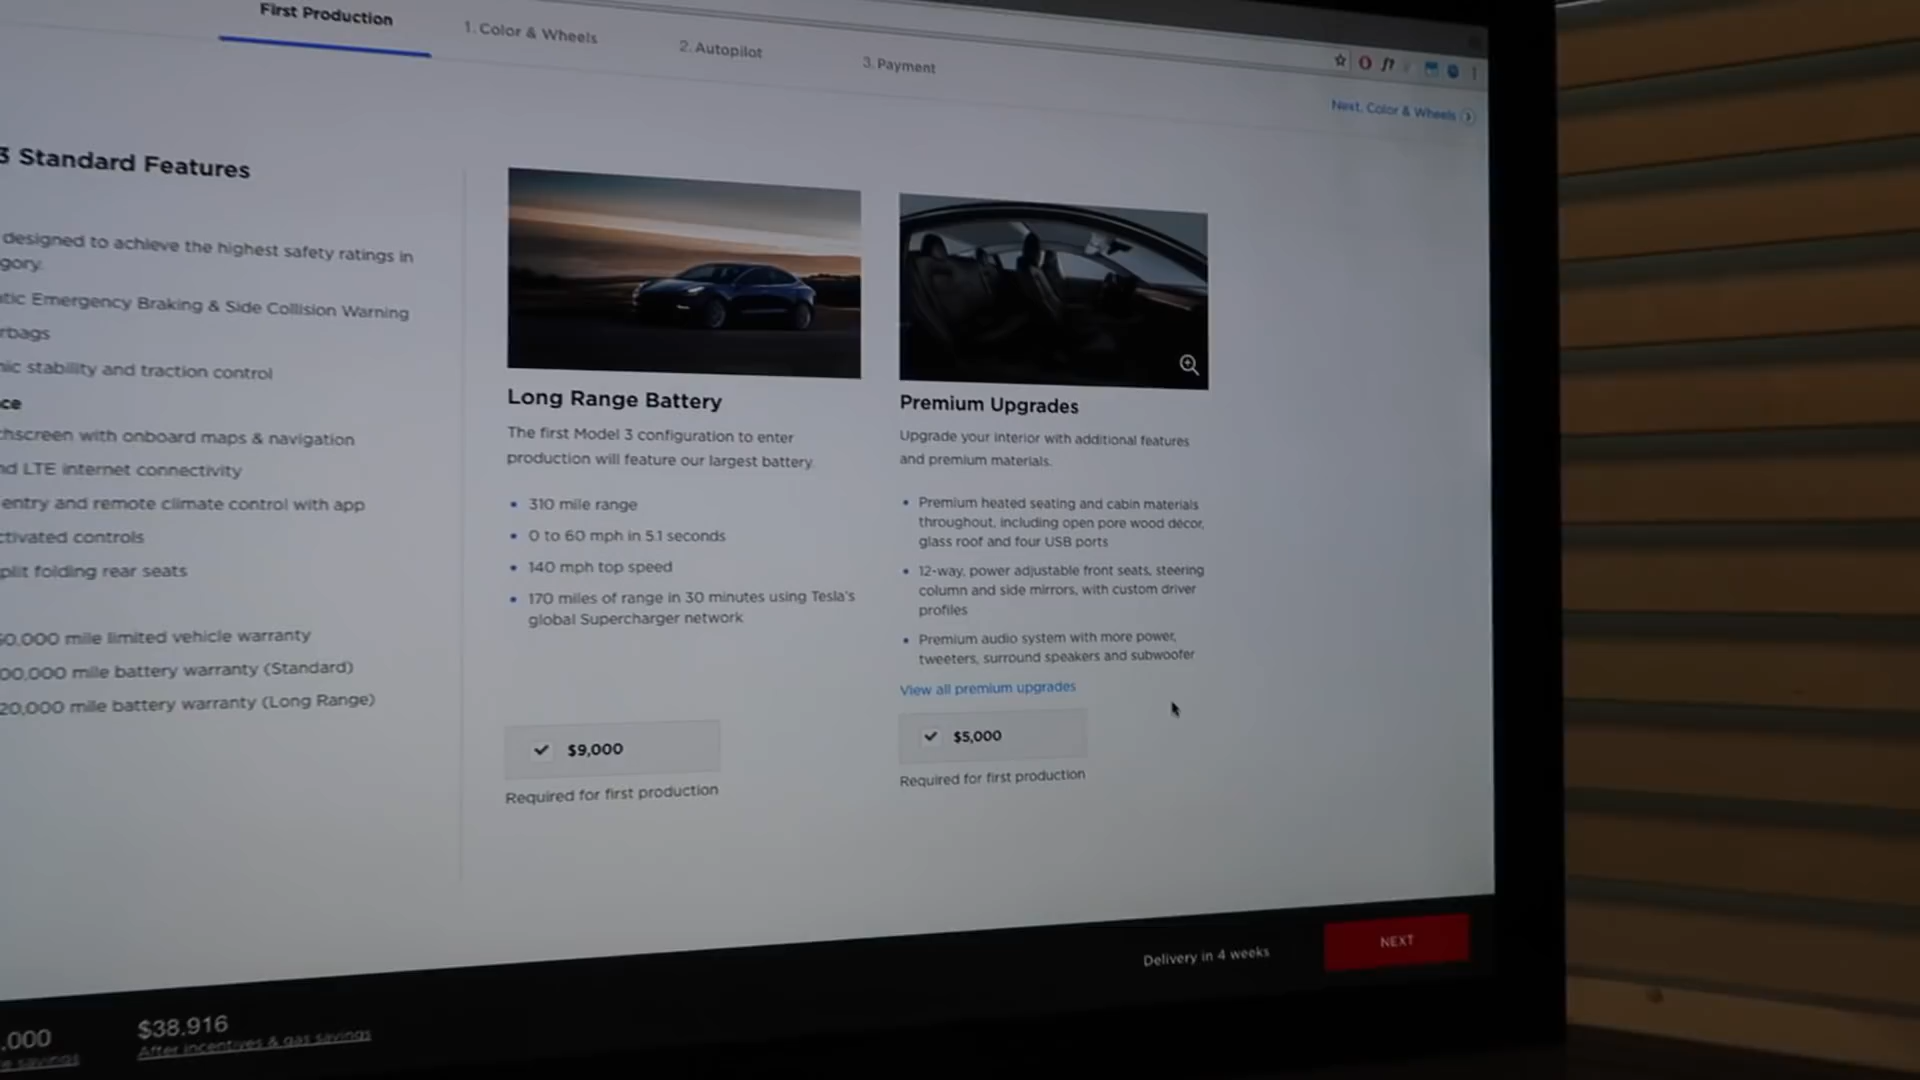 First Production
1. Color & Wheels
2. Autopilot
3. Payment
Next, Color & Wheels
3 Standard Features
designed to achieve the highest safety ratings in
gory.
tic Emergency Braking & Side Collision Warning
rbags
nic stability and traction control
ce
chscreen with onboard maps & navigation
nd LTE internet connectivity
entry and remote climate control with app
ctivated controls
plit folding rear seats
50,000 mile limited vehicle warranty
00,000 mile battery warranty (Standard)
20,000 mile battery warranty (Long Range)
Long Range Battery
The first Model 3 configuration to enter
production will feature our largest battery.
310 mile range
0 to 60 mph in 5.1 seconds
140 mph top speed
170 miles of range in 30 minutes using Tesla's
global Supercharger network
$9,000
Required for first production
Premium Upgrades
Upgrade your interior with additional features
and premium materials.
Premium heated seating and cabin materials
throughout, including open pore wood décor,
glass roof and four USB ports
12-way, power adjustable front seats, steering
column and side mirrors, with custom driver
profiles
Premium audio system with more power,
tweeters, surround speakers and subwoofer
View all premium upgrades
$5,000
Required for first production
Delivery in 4 weeks
NEXT
,000
savings
$38,916
After incentives & gas savings